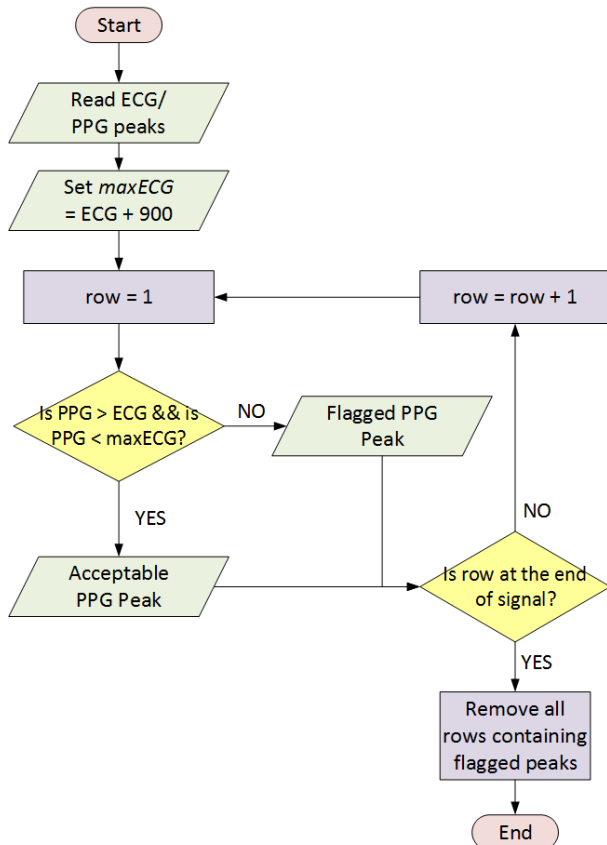 Start
Read ECG/
PPG peaks
Set maxECG
= ECG + 900
row = 1
row = row + 1
Is PPG > ECG && is
PPG < maxECG?
NO
Flagged PPG
Peak
YES
Acceptable
PPG Peak
NO
Is row at the end
of signal?
YES
Remove all
rows containing
flagged peaks
End